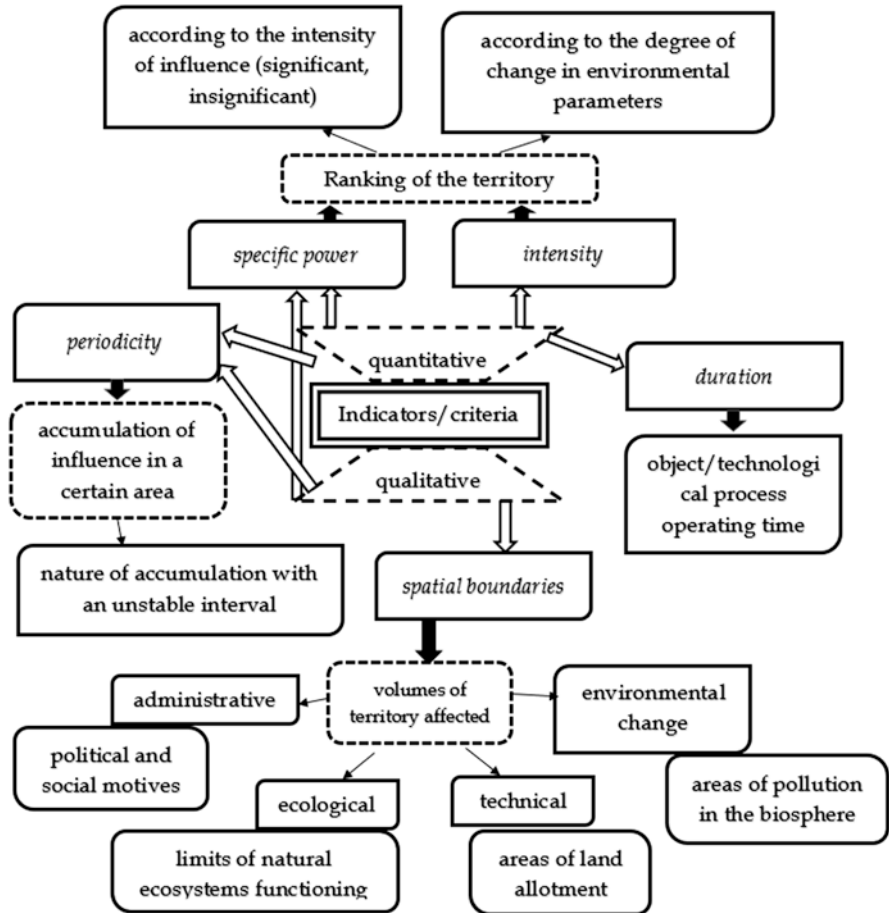 according to the intensity
of influence (significant,
insignificant)
according to the degree of
change in environmental
parameters
Ranking of the territory
specific power
intensity
periodicity
quantitative
duration
Indicators/criteria
accumulation of
influence in a
certain area
qualitative
object/technologi
cal process
operating time
nature of accumulation with
an unstable interval
spatial boundaries
volumes of
territory affected
administrative
environmental
change
political and
social motives
ecological
technical
areas of pollution
in the biosphere
limits of natural
ecosystems functioning
areas of land
allotment